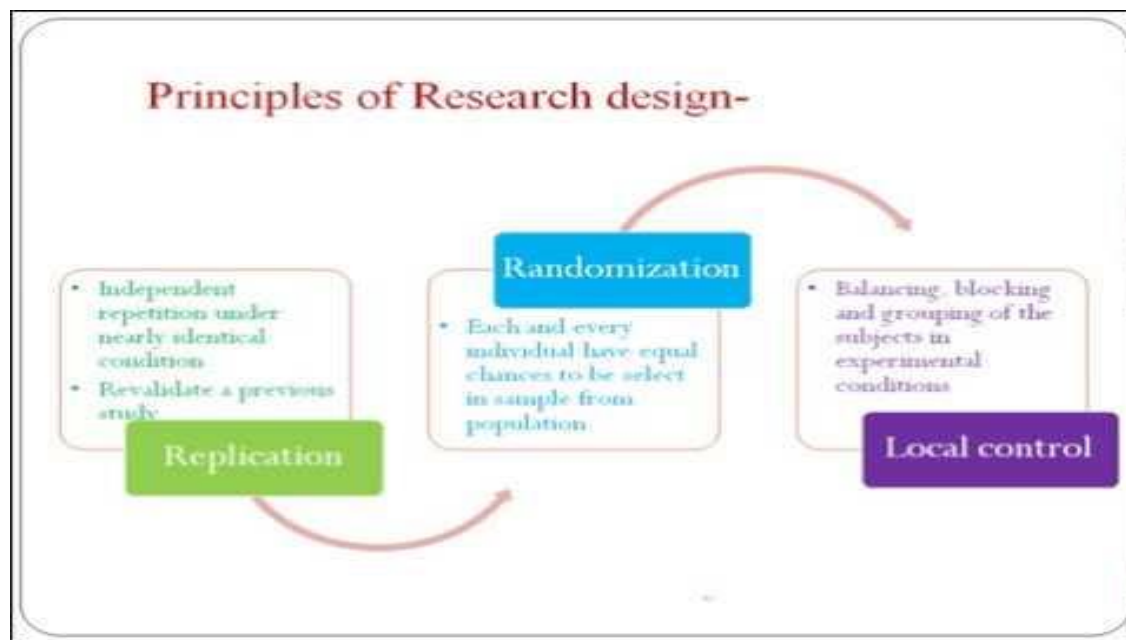 Principles of Research design-
• Independent
repetition under
nearly identical
condition
• Revalidate a previous
study
Replication
Randomization
• Each and every
individual have equal
chances to be select
in sample from
population
• Balancing, blocking
and grouping of the
subjects in
experimental
conditions
Local control